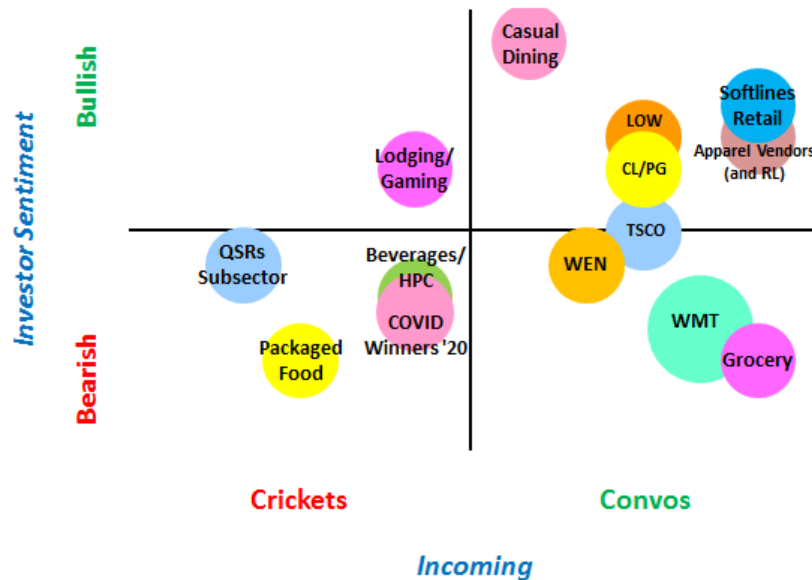 Bullish
Investor Sentiment
Bearish
Casual
Dining
Softlines
Retail
LOW
Apparel Vendors
(and RL)
Lodging/
Gaming
CL/PG
TSCO
QSRs
Subsector
Beverages/
HPC
WEN
COVID
Winners '20
WMT
Packaged
Food
Grocery
Crickets
Convos
Incoming